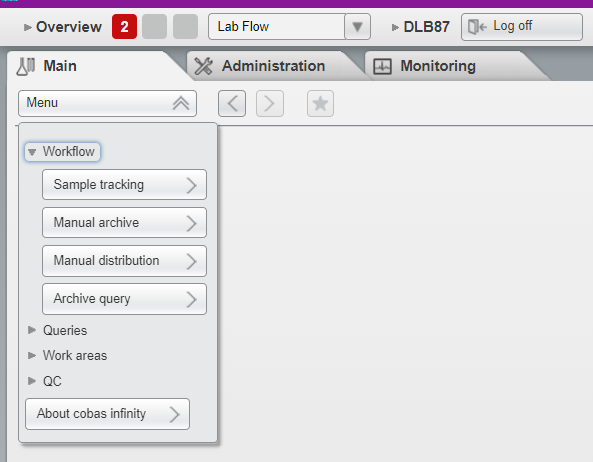 Overview 2 Lab Flow DLB87 Log off
Main Administration Monitoring
Menu
Workflow
Sample tracking
Manual archive
Manual distribution
Archive query
Queries
Work areas
QC
About cobas infinity